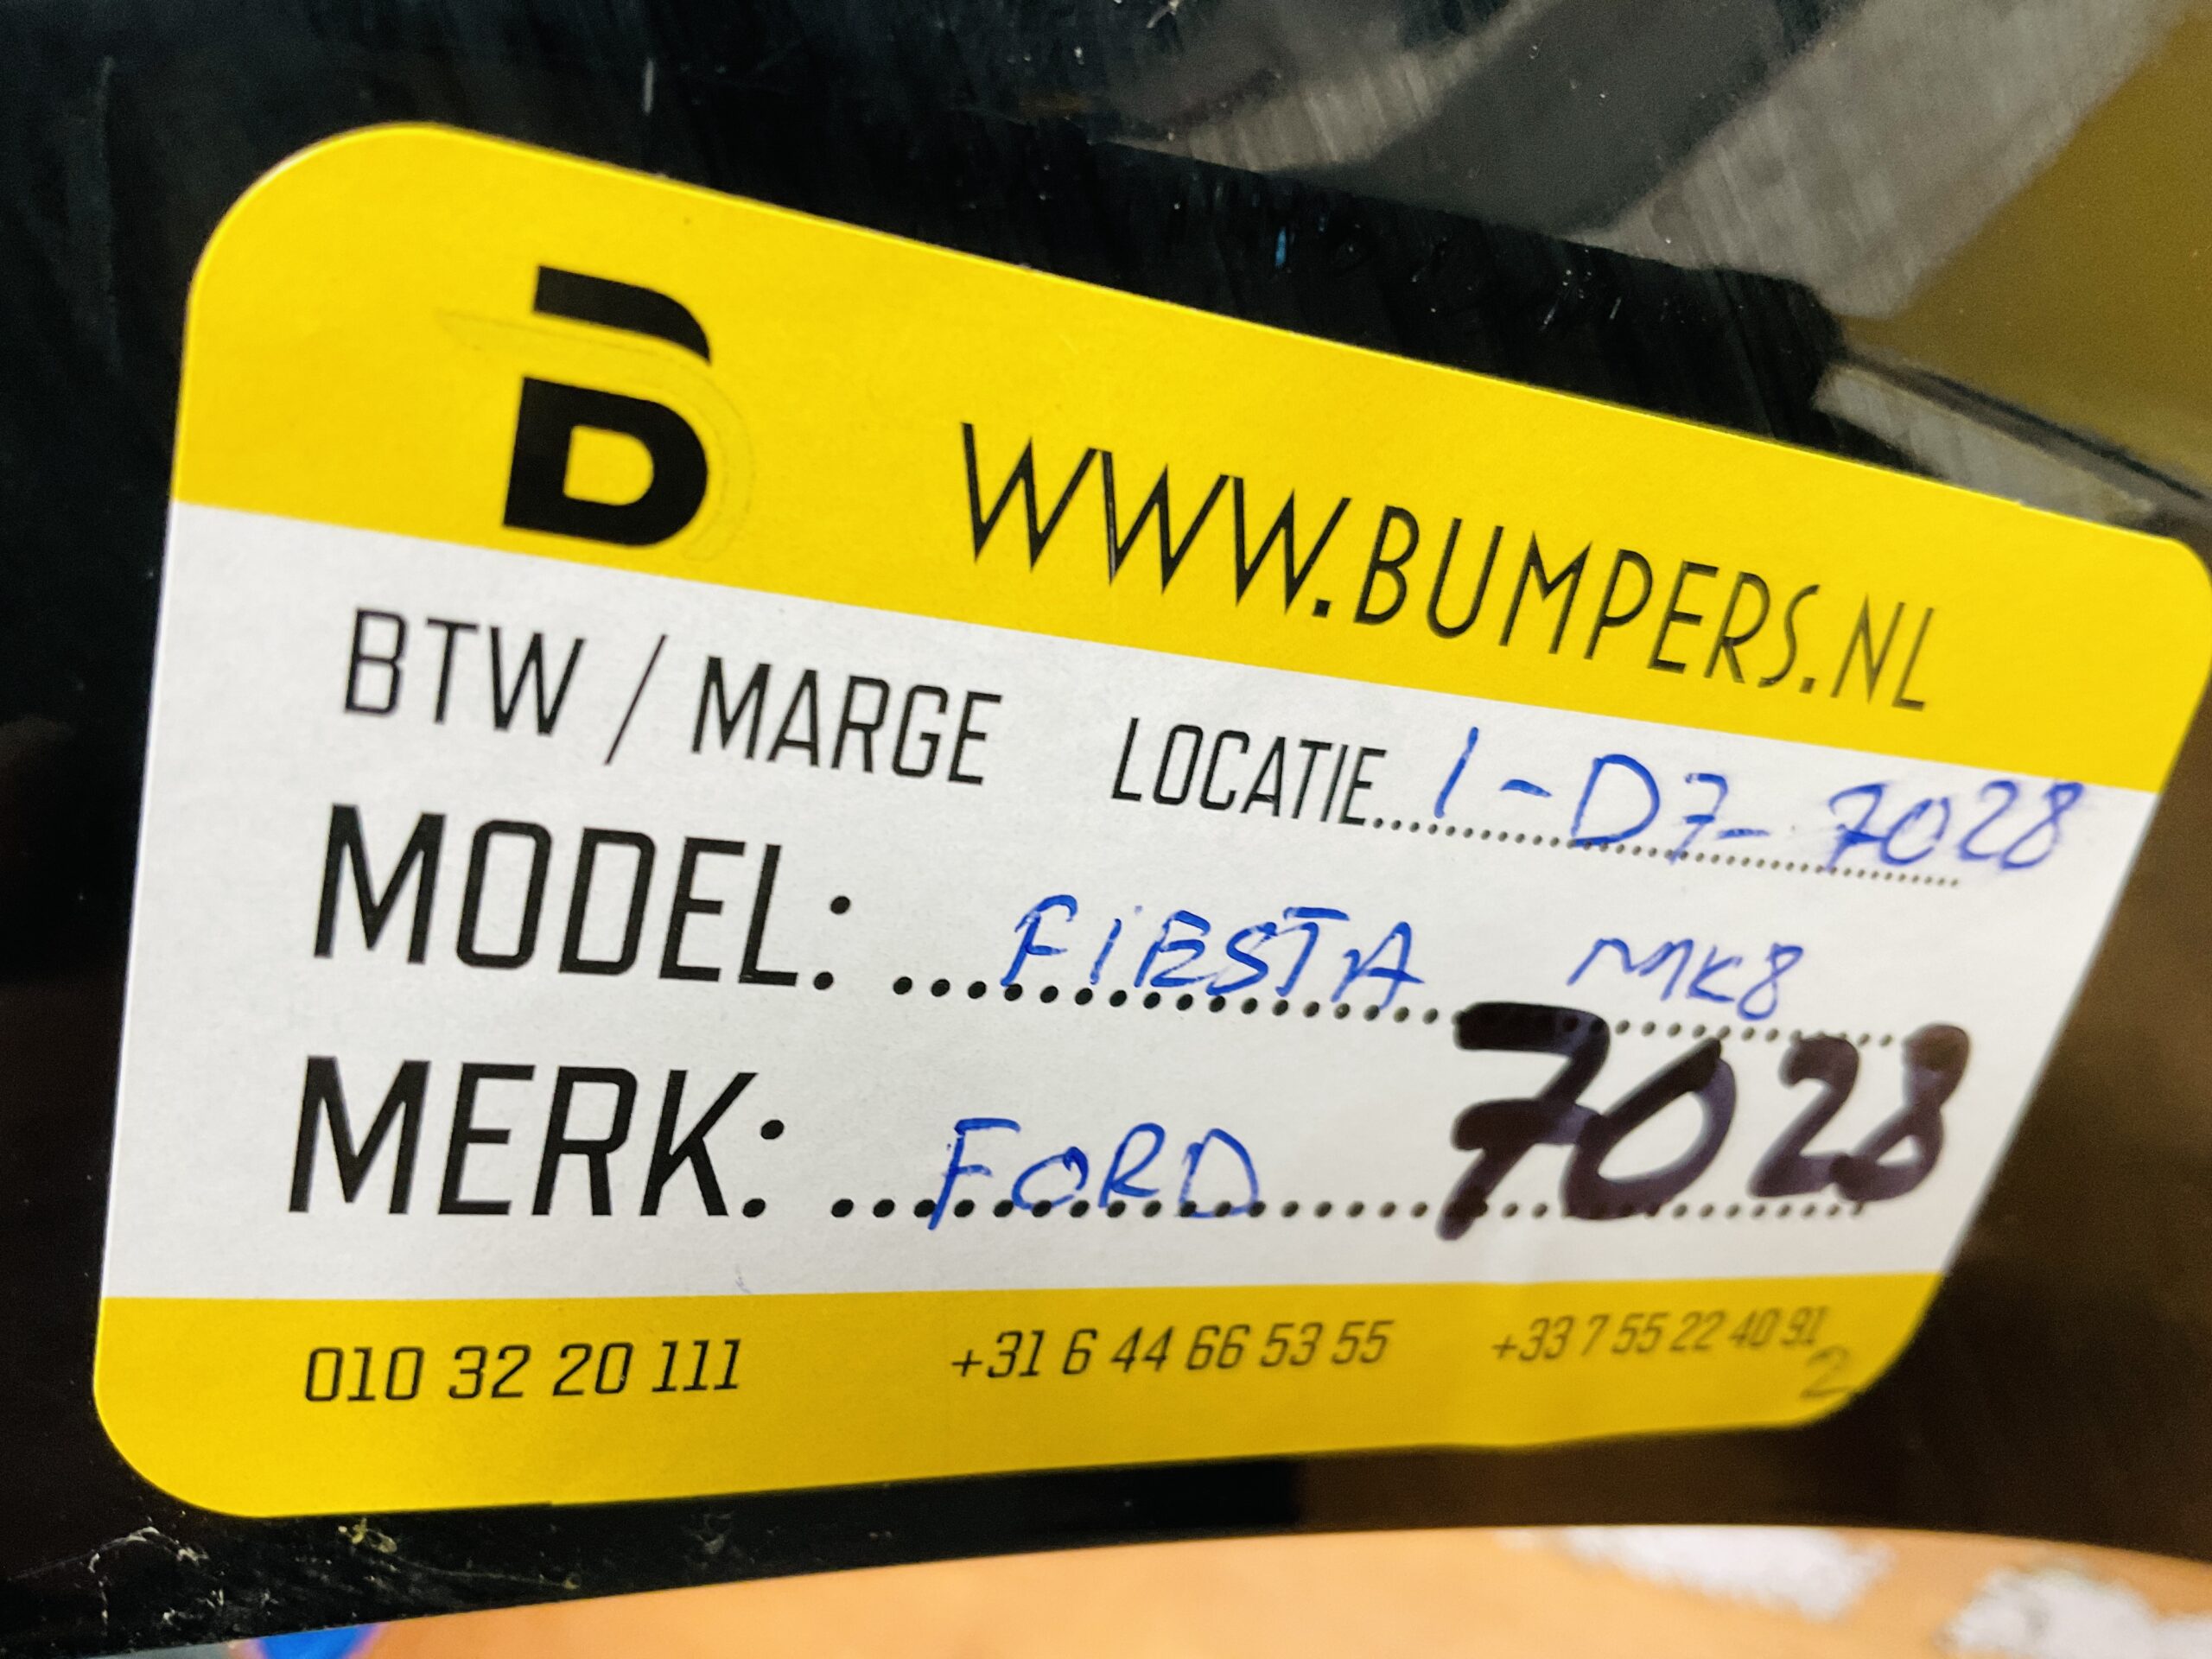 B WWW.BUMPERS.NL
BTW / MARGE LOCATIE 1-D7-7028
MODEL: FIESTA MK8
MERK: FORD 7028
010 32 20 111 +31 6 44 66 53 55 +33 7 55 22 40 91
2